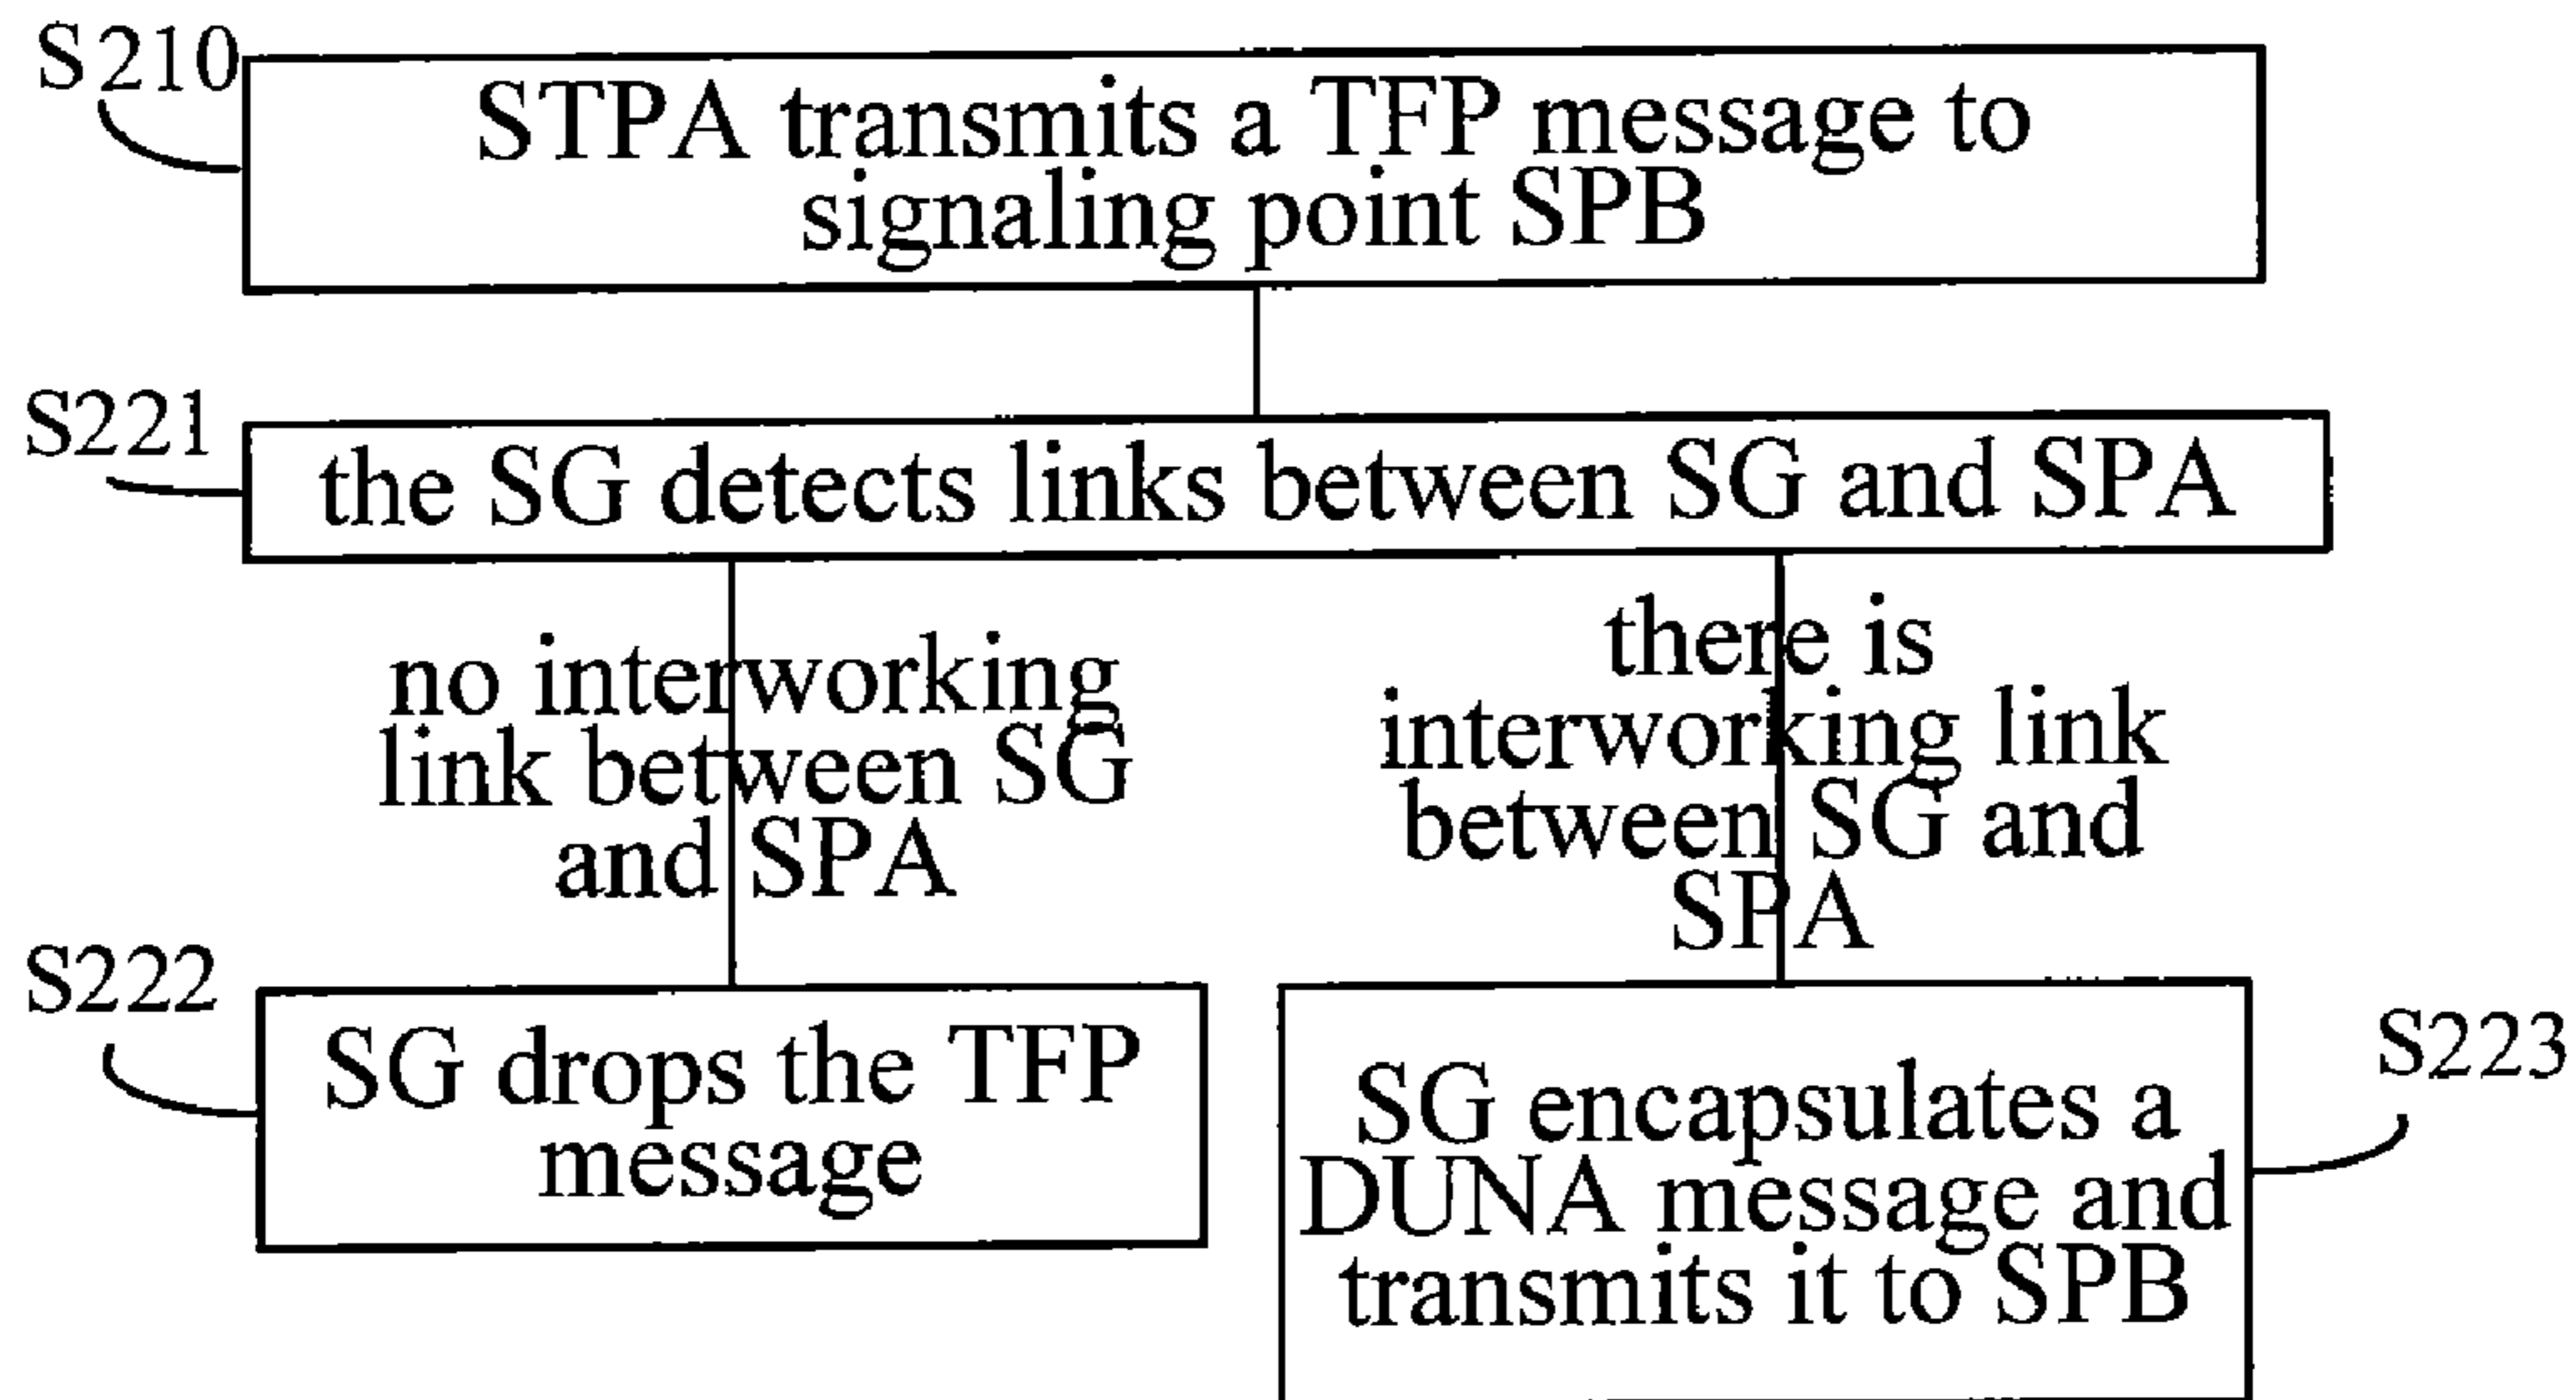 S210
STPA transmits a TFP message to
signaling point SPB
S221
the SG detects links between SG and SPA
no interworking
link between SG
and SPA
there is
interworking link
between SG and
SPA
S222
SG drops the TFP
message
S223
SG encapsulates a
DUNA message and
transmits it to SPB